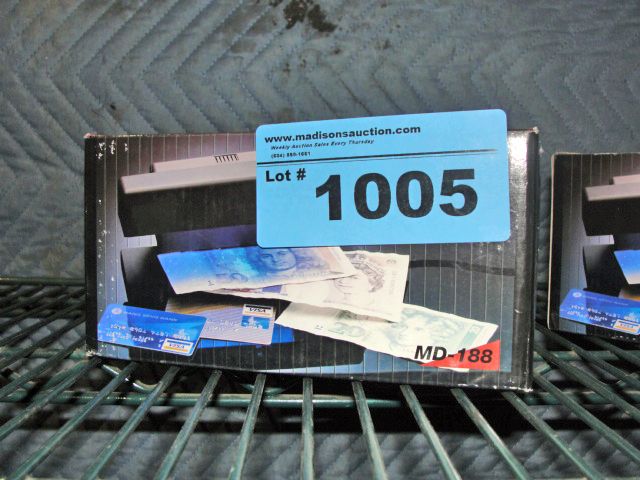 www.madisonsauction.com
Weekly Auction Sales Every Thursday
Lot # 1005
MD-188
VISA
VISA